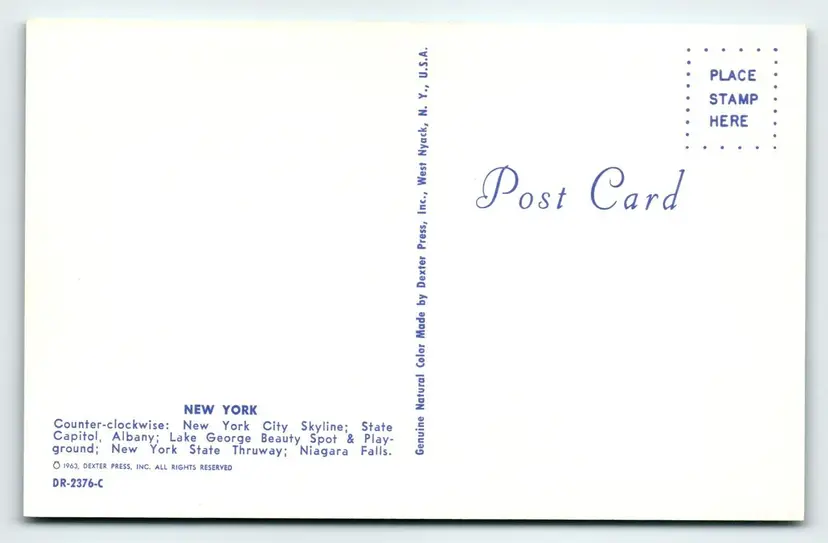 NEW YORK
Counter-clockwise: New York City Skyline; State
Capitol, Albany; Lake George Beauty Spot & Play-
ground; New York State Thruway; Niagara Falls.
© 1963, DEXTER PRESS, INC. ALL RIGHTS RESERVED
DR-2376-C
Genuine Natural Color Made by Dexter Press, Inc., West Nyack, N. Y., U.S.A.
PLACE
STAMP
HERE
Post Card